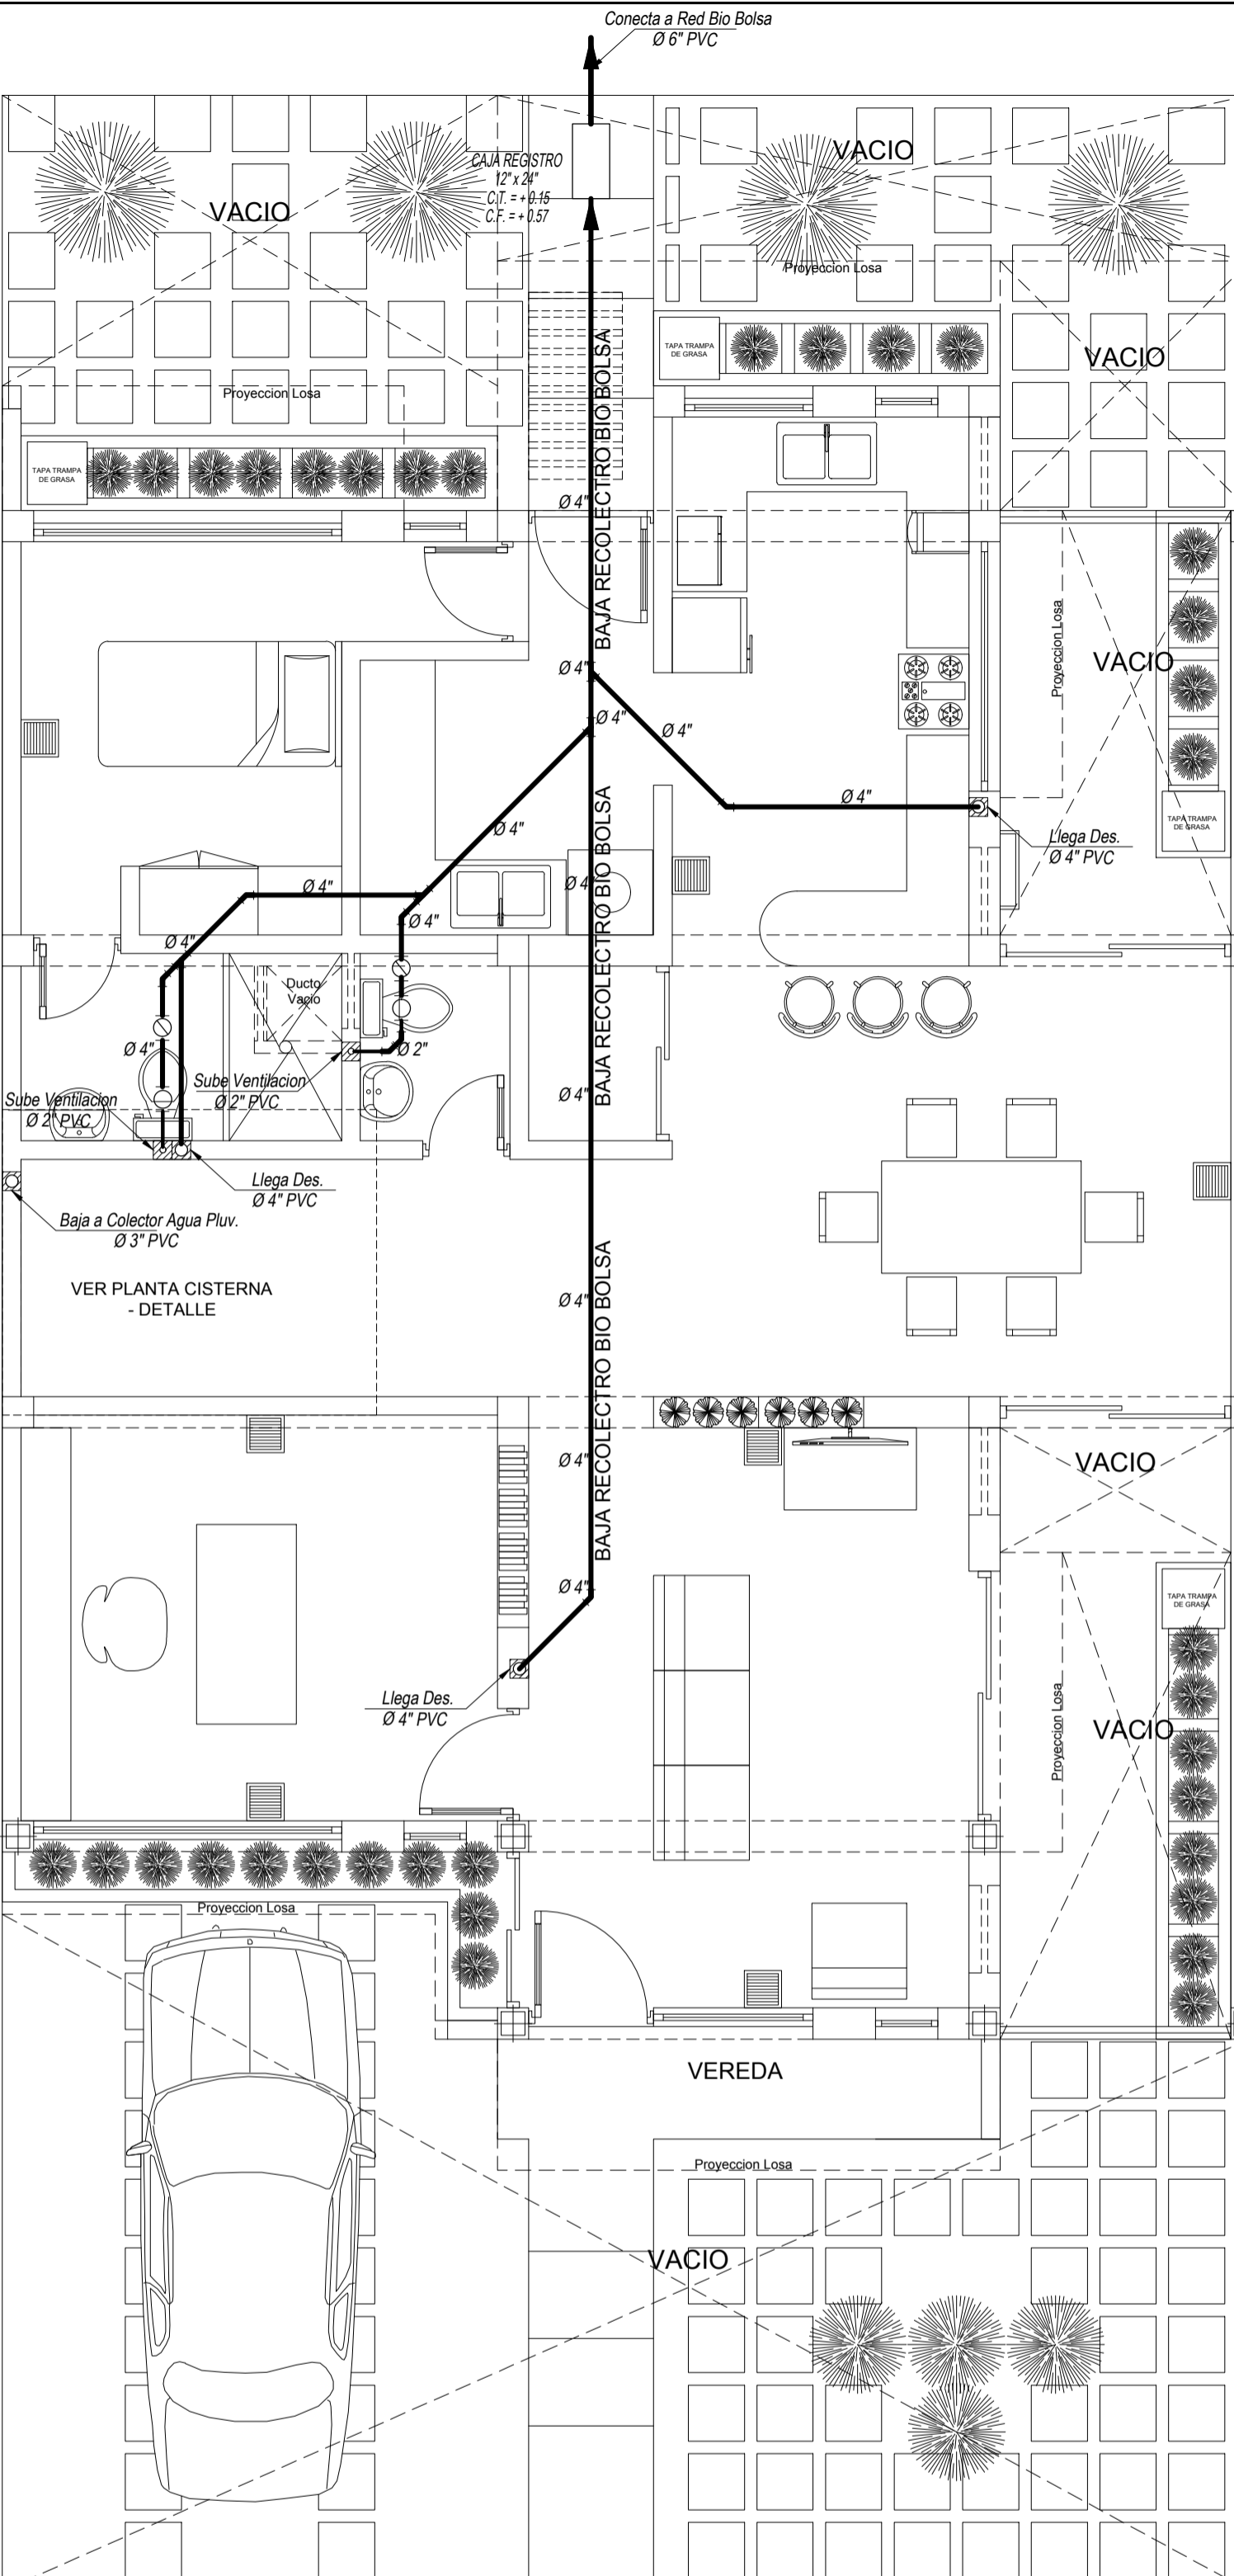 Conecta a Red Bio Bolsa
Ø 6" PVC
CAJA REGISTRO
12" x 24"
C.T. = + 0.15
C.F. = + 0.57
VACIO
VACIO
Proyeccion Losa
TAPA TRAMPA
DE GRASA
VACIO
Proyeccion Losa
TAPA TRAMPA
DE GRASA
Ø 4"
BAJA RECOLECTRO BIO BOLSA
Proyeccion Losa
VACIO
Ø 4"
Ø 4"
Ø 4"
Ø 4"
Ø 4"
Llega Des.
Ø 4" PVC
TAPA TRAMPA
DE GRASA
BAJA RECOLECTRO BIO BOLSA
Ø 4"
Ø 4"
Ø 4"
Ø 4"
Ducto
Vacio
Ø 4"
Ø 2"
Sube Ventilacion
Ø 2" PVC
Sube Ventilacion
Ø 2" PVC
Ø 4"
Llega Des.
Ø 4" PVC
Baja a Colector Agua Pluv.
Ø 3" PVC
VER PLANTA CISTERNA
- DETALLE
Ø 4"
BAJA RECOLECTRO BIO BOLSA
Ø 4"
VACIO
Ø 4"
TAPA TRAMPA
DE GRASA
Llega Des.
Ø 4" PVC
Proyeccion Losa
VACIO
Proyeccion Losa
VEREDA
Proyeccion Losa
VACIO